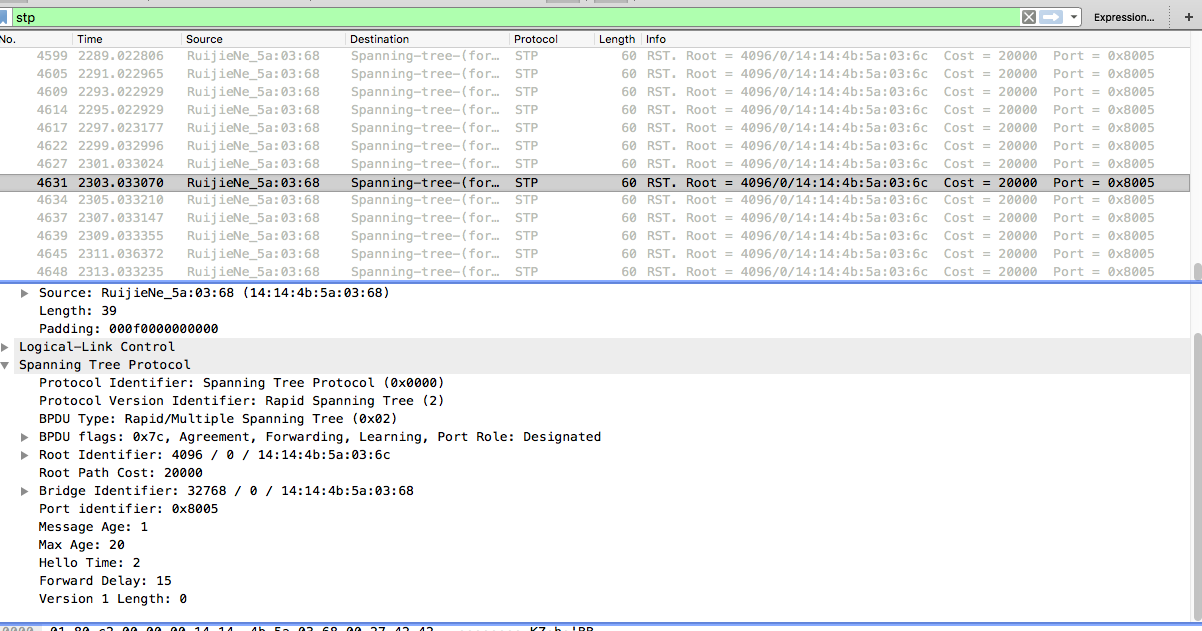 stp
Expression...
+
No. Time Source Destination Protocol Length Info
4599 2289.022806 RuijieNe_5a:03:68 Spanning-tree-(for… STP 60 RST. Root = 4096/0/14:14:4b:5a:03:6c Cost = 20000 Port = 0x8005
4605 2291.022965 RuijieNe_5a:03:68 Spanning-tree-(for… STP 60 RST. Root = 4096/0/14:14:4b:5a:03:6c Cost = 20000 Port = 0x8005
4609 2293.022929 RuijieNe_5a:03:68 Spanning-tree-(for… STP 60 RST. Root = 4096/0/14:14:4b:5a:03:6c Cost = 20000 Port = 0x8005
4614 2295.022929 RuijieNe_5a:03:68 Spanning-tree-(for… STP 60 RST. Root = 4096/0/14:14:4b:5a:03:6c Cost = 20000 Port = 0x8005
4617 2297.023177 RuijieNe_5a:03:68 Spanning-tree-(for… STP 60 RST. Root = 4096/0/14:14:4b:5a:03:6c Cost = 20000 Port = 0x8005
4622 2299.032996 RuijieNe_5a:03:68 Spanning-tree-(for… STP 60 RST. Root = 4096/0/14:14:4b:5a:03:6c Cost = 20000 Port = 0x8005
4627 2301.033024 RuijieNe_5a:03:68 Spanning-tree-(for… STP 60 RST. Root = 4096/0/14:14:4b:5a:03:6c Cost = 20000 Port = 0x8005
4631 2303.033070 RuijieNe_5a:03:68 Spanning-tree-(for… STP 60 RST. Root = 4096/0/14:14:4b:5a:03:6c Cost = 20000 Port = 0x8005
4634 2305.033210 RuijieNe_5a:03:68 Spanning-tree-(for… STP 60 RST. Root = 4096/0/14:14:4b:5a:03:6c Cost = 20000 Port = 0x8005
4637 2307.033147 RuijieNe_5a:03:68 Spanning-tree-(for… STP 60 RST. Root = 4096/0/14:14:4b:5a:03:6c Cost = 20000 Port = 0x8005
4639 2309.033355 RuijieNe_5a:03:68 Spanning-tree-(for… STP 60 RST. Root = 4096/0/14:14:4b:5a:03:6c Cost = 20000 Port = 0x8005
4645 2311.036372 RuijieNe_5a:03:68 Spanning-tree-(for… STP 60 RST. Root = 4096/0/14:14:4b:5a:03:6c Cost = 20000 Port = 0x8005
4648 2313.033235 RuijieNe_5a:03:68 Spanning-tree-(for… STP 60 RST. Root = 4096/0/14:14:4b:5a:03:6c Cost = 20000 Port = 0x8005
Source: RuijieNe_5a:03:68 (14:14:4b:5a:03:68)
Length: 39
Padding: 000f0000000000
Logical-Link Control
Spanning Tree Protocol
Protocol Identifier: Spanning Tree Protocol (0x0000)
Protocol Version Identifier: Rapid Spanning Tree (2)
BPDU Type: Rapid/Multiple Spanning Tree (0x02)
BPDU flags: 0x7c, Agreement, Forwarding, Learning, Port Role: Designated
Root Identifier: 4096 / 0 / 14:14:4b:5a:03:6c
Root Path Cost: 20000
Bridge Identifier: 32768 / 0 / 14:14:4b:5a:03:68
Port identifier: 0x8005
Message Age: 1
Max Age: 20
Hello Time: 2
Forward Delay: 15
Version 1 Length: 0